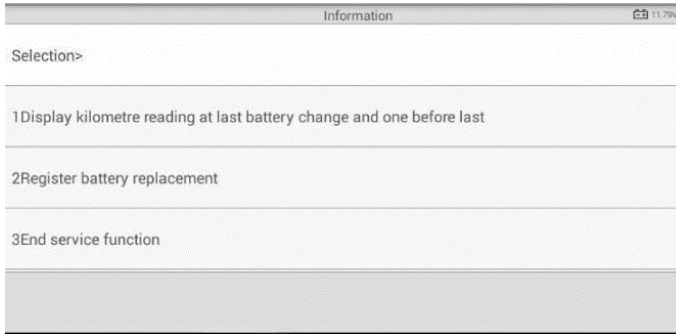 Information
11.79v
Selection>
1Display kilometre reading at last battery change and one before last
2Register battery replacement
3End service function